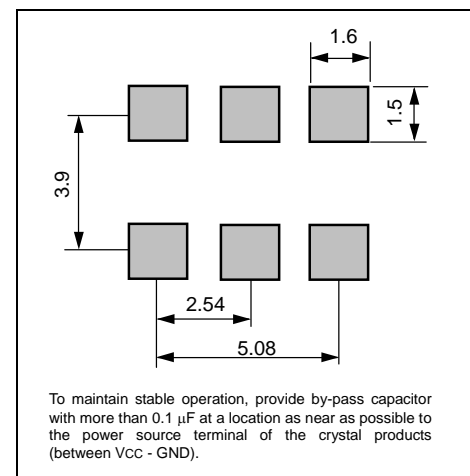 1.6
1.5
3.9
2.54
5.08
To maintain stable operation, provide by-pass capacitor
with more than 0.1 μF at a location as near as possible to
the power source terminal of the crystal products
(between VCC - GND).